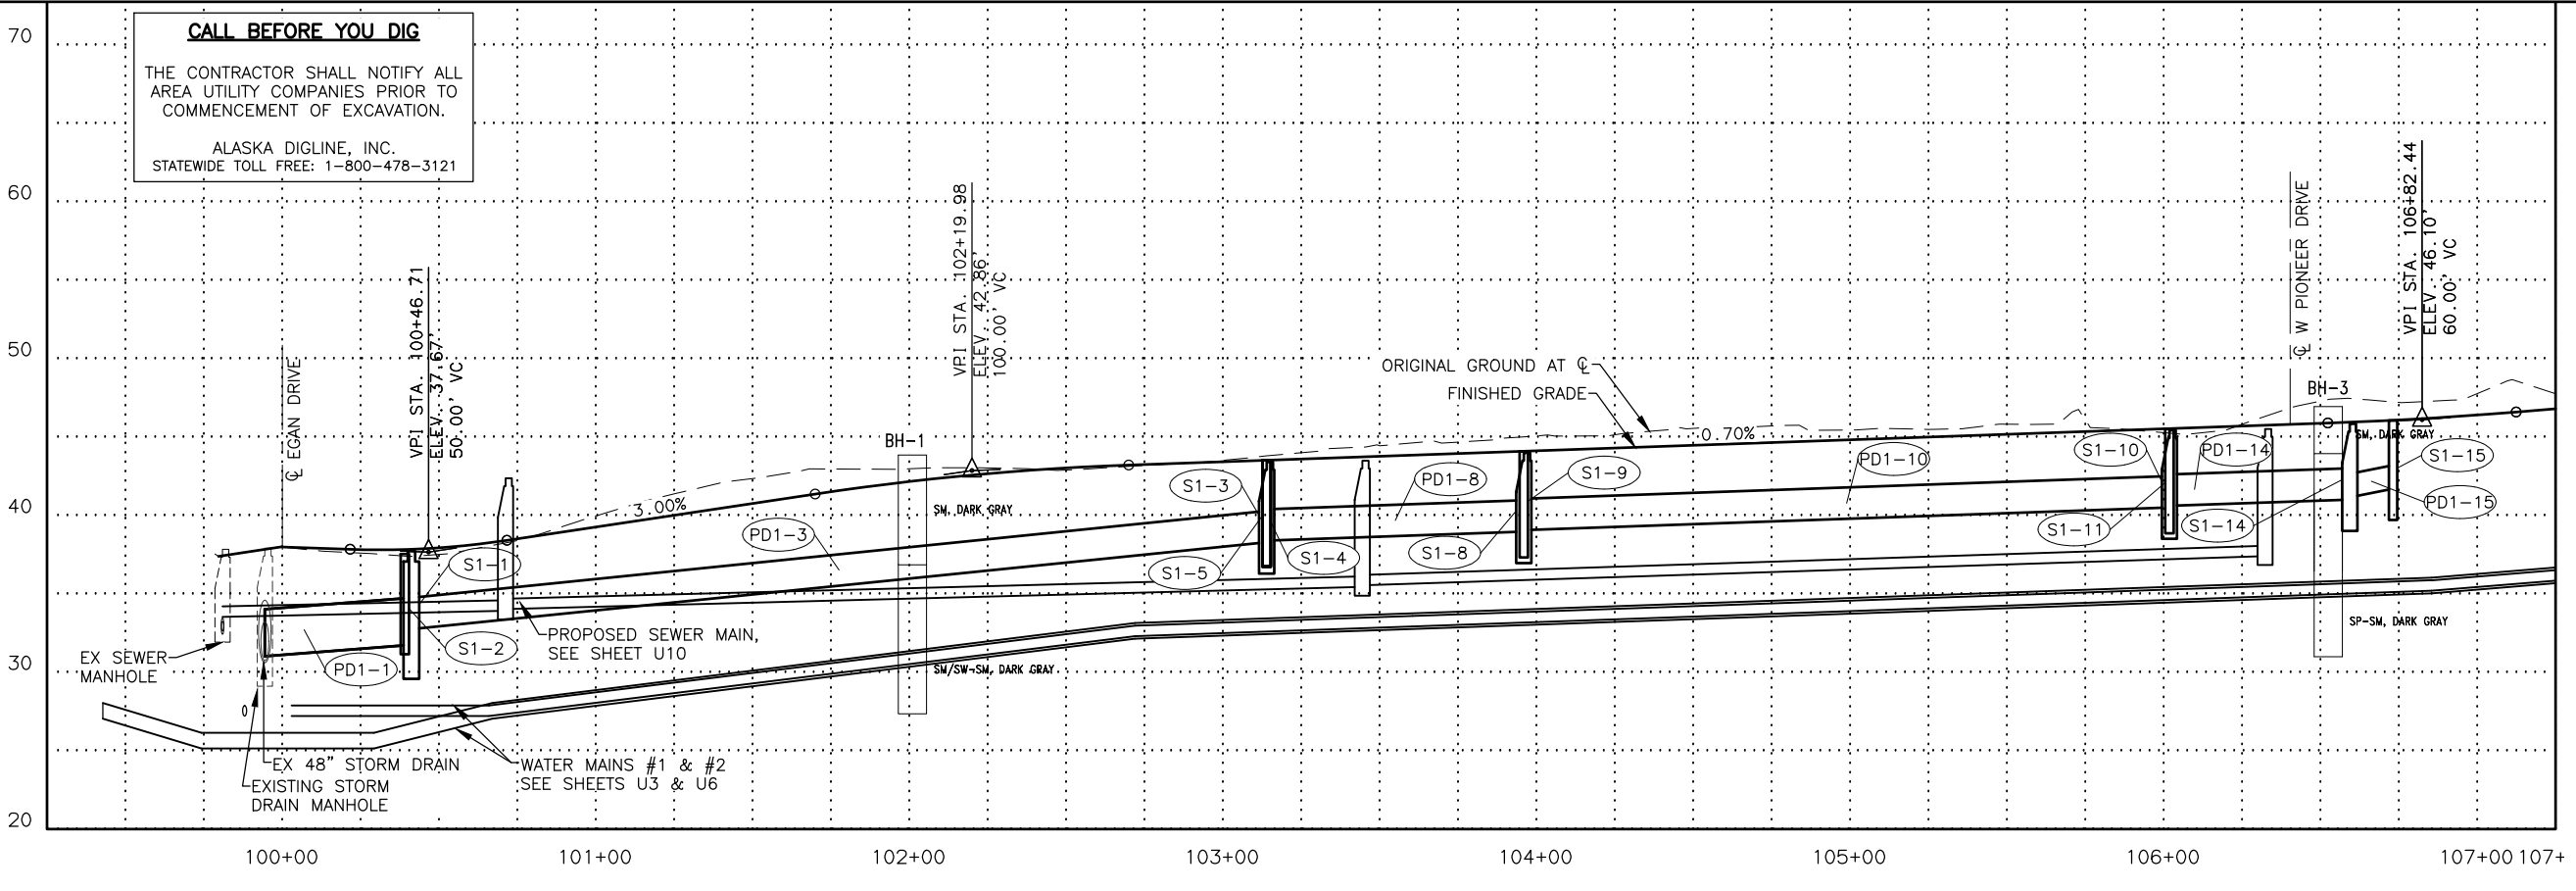 CALL BEFORE YOU DIG
THE CONTRACTOR SHALL NOTIFY ALL
AREA UTILITY COMPANIES PRIOR TO
COMMENCEMENT OF EXCAVATION.
ALASKA DIGLINE, INC.
STATEWIDE TOLL FREE: 1-800-478-3121
70
60
50
40
30
20
℄ EGAN DRIVE
VPI STA. 100+46.71
ELEV. 37.67'
50.00' VC
VPI STA. 102+19.98
ELEV. 42.86'
100.00' VC
℄ W PIONEER DRIVE
VPI STA. 106+82.44
ELEV. 46.10'
60.00' VC
ORIGINAL GROUND AT ℄
FINISHED GRADE
3.00%
0.70%
BH-1
SM, DARK GRAY
SM/SW-SM, DARK GRAY
BH-3
SM, DARK GRAY
SP-SM, DARK GRAY
S1-1
S1-2
PD1-1
PD1-3
S1-3
S1-5
S1-4
PD1-8
S1-8
S1-9
PD1-10
S1-10
S1-11
PD1-14
S1-14
S1-15
PD1-15
EX SEWER
MANHOLE
PROPOSED SEWER MAIN,
SEE SHEET U10
EX 48" STORM DRAIN
EXISTING STORM
DRAIN MANHOLE
WATER MAINS #1 & #2
SEE SHEETS U3 & U6
100+00
101+00
102+00
103+00
104+00
105+00
106+00
107+00
107+